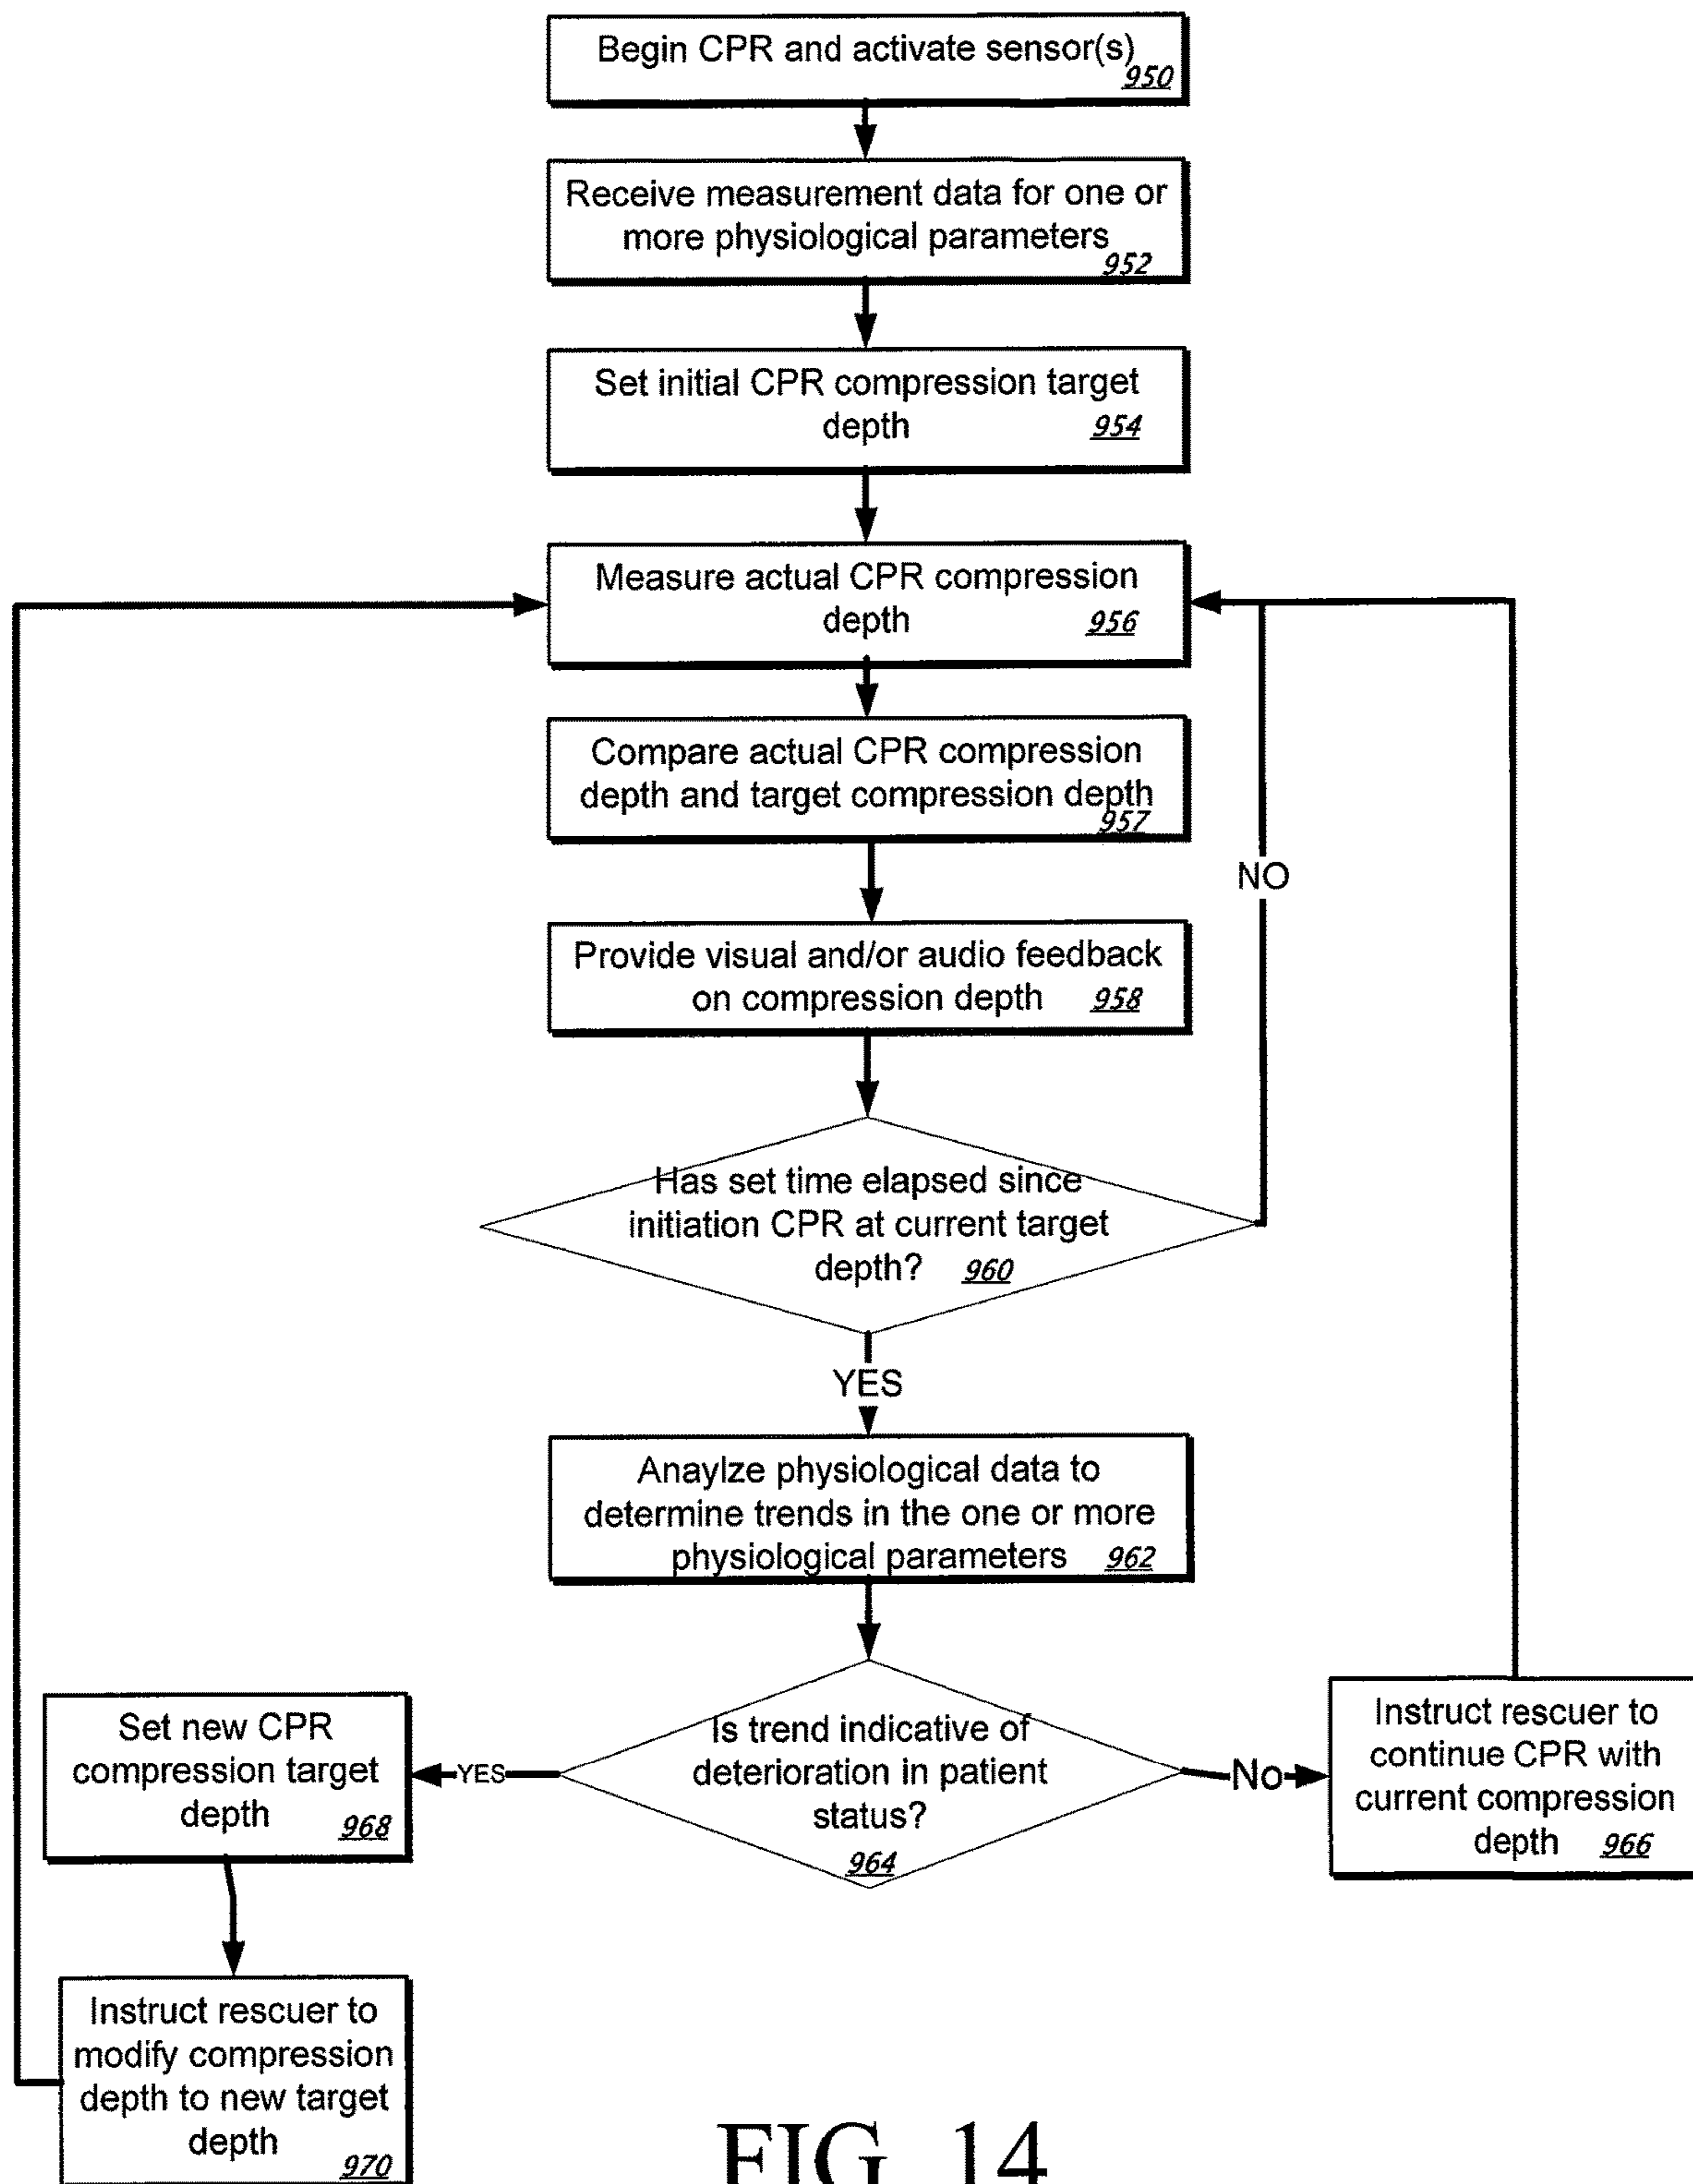 Begin CPR and activate sensor(s)
950
Receive measurement data for one or
more physiological parameters
952
Set initial CPR compression target
depth 954
Measure actual CPR compression
depth 956
Compare actual CPR compression
depth and target compression depth
957
NO
Provide visual and/or audio feedback
on compression depth 958
Has set time elapsed since
initiation CPR at current target
depth? 960
YES
Anaylze physiological data to
determine trends in the one or more
physiological parameters 962
Is trend indicative of
deterioration in patient
status?
964
YES
No
Set new CPR
compression target
depth 968
Instruct rescuer to
continue CPR with
current compression
depth 966
Instruct rescuer to
modify compression
depth to new target
depth
970
FIG. 14